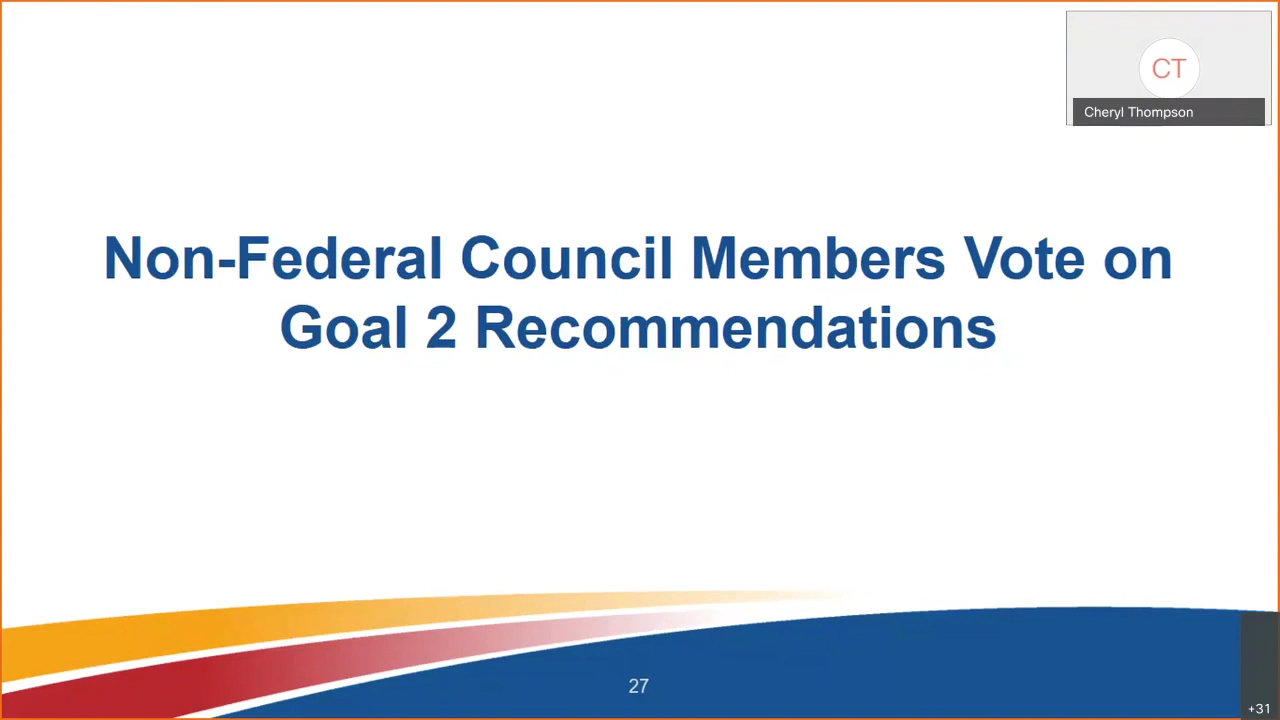 CT
Cheryl Thompson
Non-Federal Council Members Vote on
Goal 2 Recommendations
27
+31